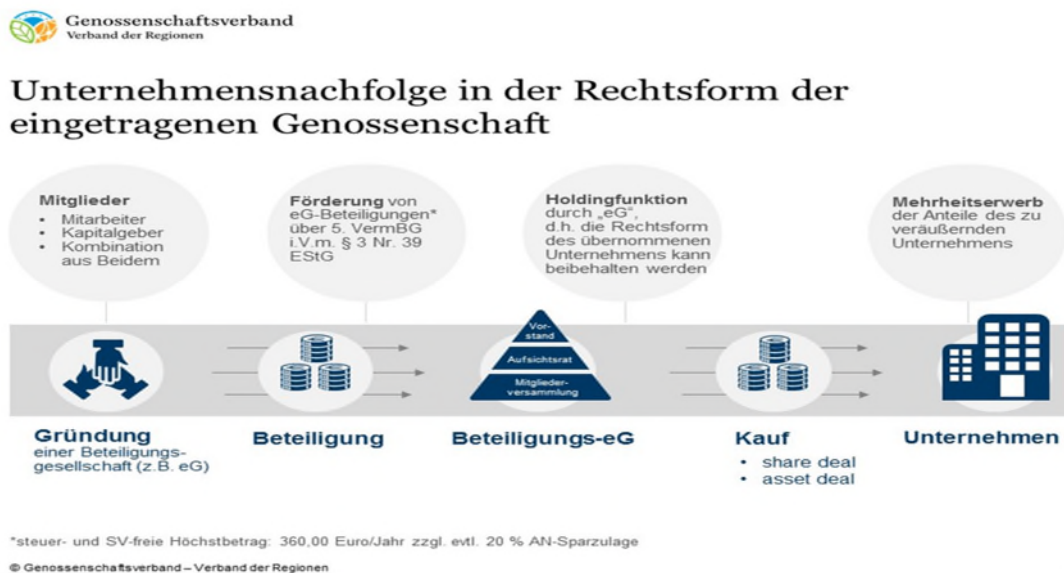 Genossenschaftsverband
Verband der Regionen
Unternehmensnachfolge in der Rechtsform der
eingetragenen Genossenschaft
Mitglieder
• Mitarbeiter
• Kapitalgeber
• Kombination
aus Beidem
Förderung von
eG-Beteiligungen*
über 5. VermBG
i.V.m. § 3 Nr. 39
EStG
Holdingfunktion
durch „eG“,
d.h. die Rechtsform
des übernommenen
Unternehmens kann
beibehalten werden
Mehrheitserwerb
der Anteile des zu
veräußernden
Unternehmens
Vor-
stand
Aufsichtsrat
Mitglieder-
versammlung
Gründung
einer Beteiligungs-
gesellschaft (z.B. eG)
Beteiligung
Beteiligungs-eG
Kauf
• share deal
• asset deal
Unternehmen
*steuer- und SV-freie Höchstbetrag: 360,00 Euro/Jahr zzgl. evtl. 20 % AN-Sparzulage
© Genossenschaftsverband – Verband der Regionen